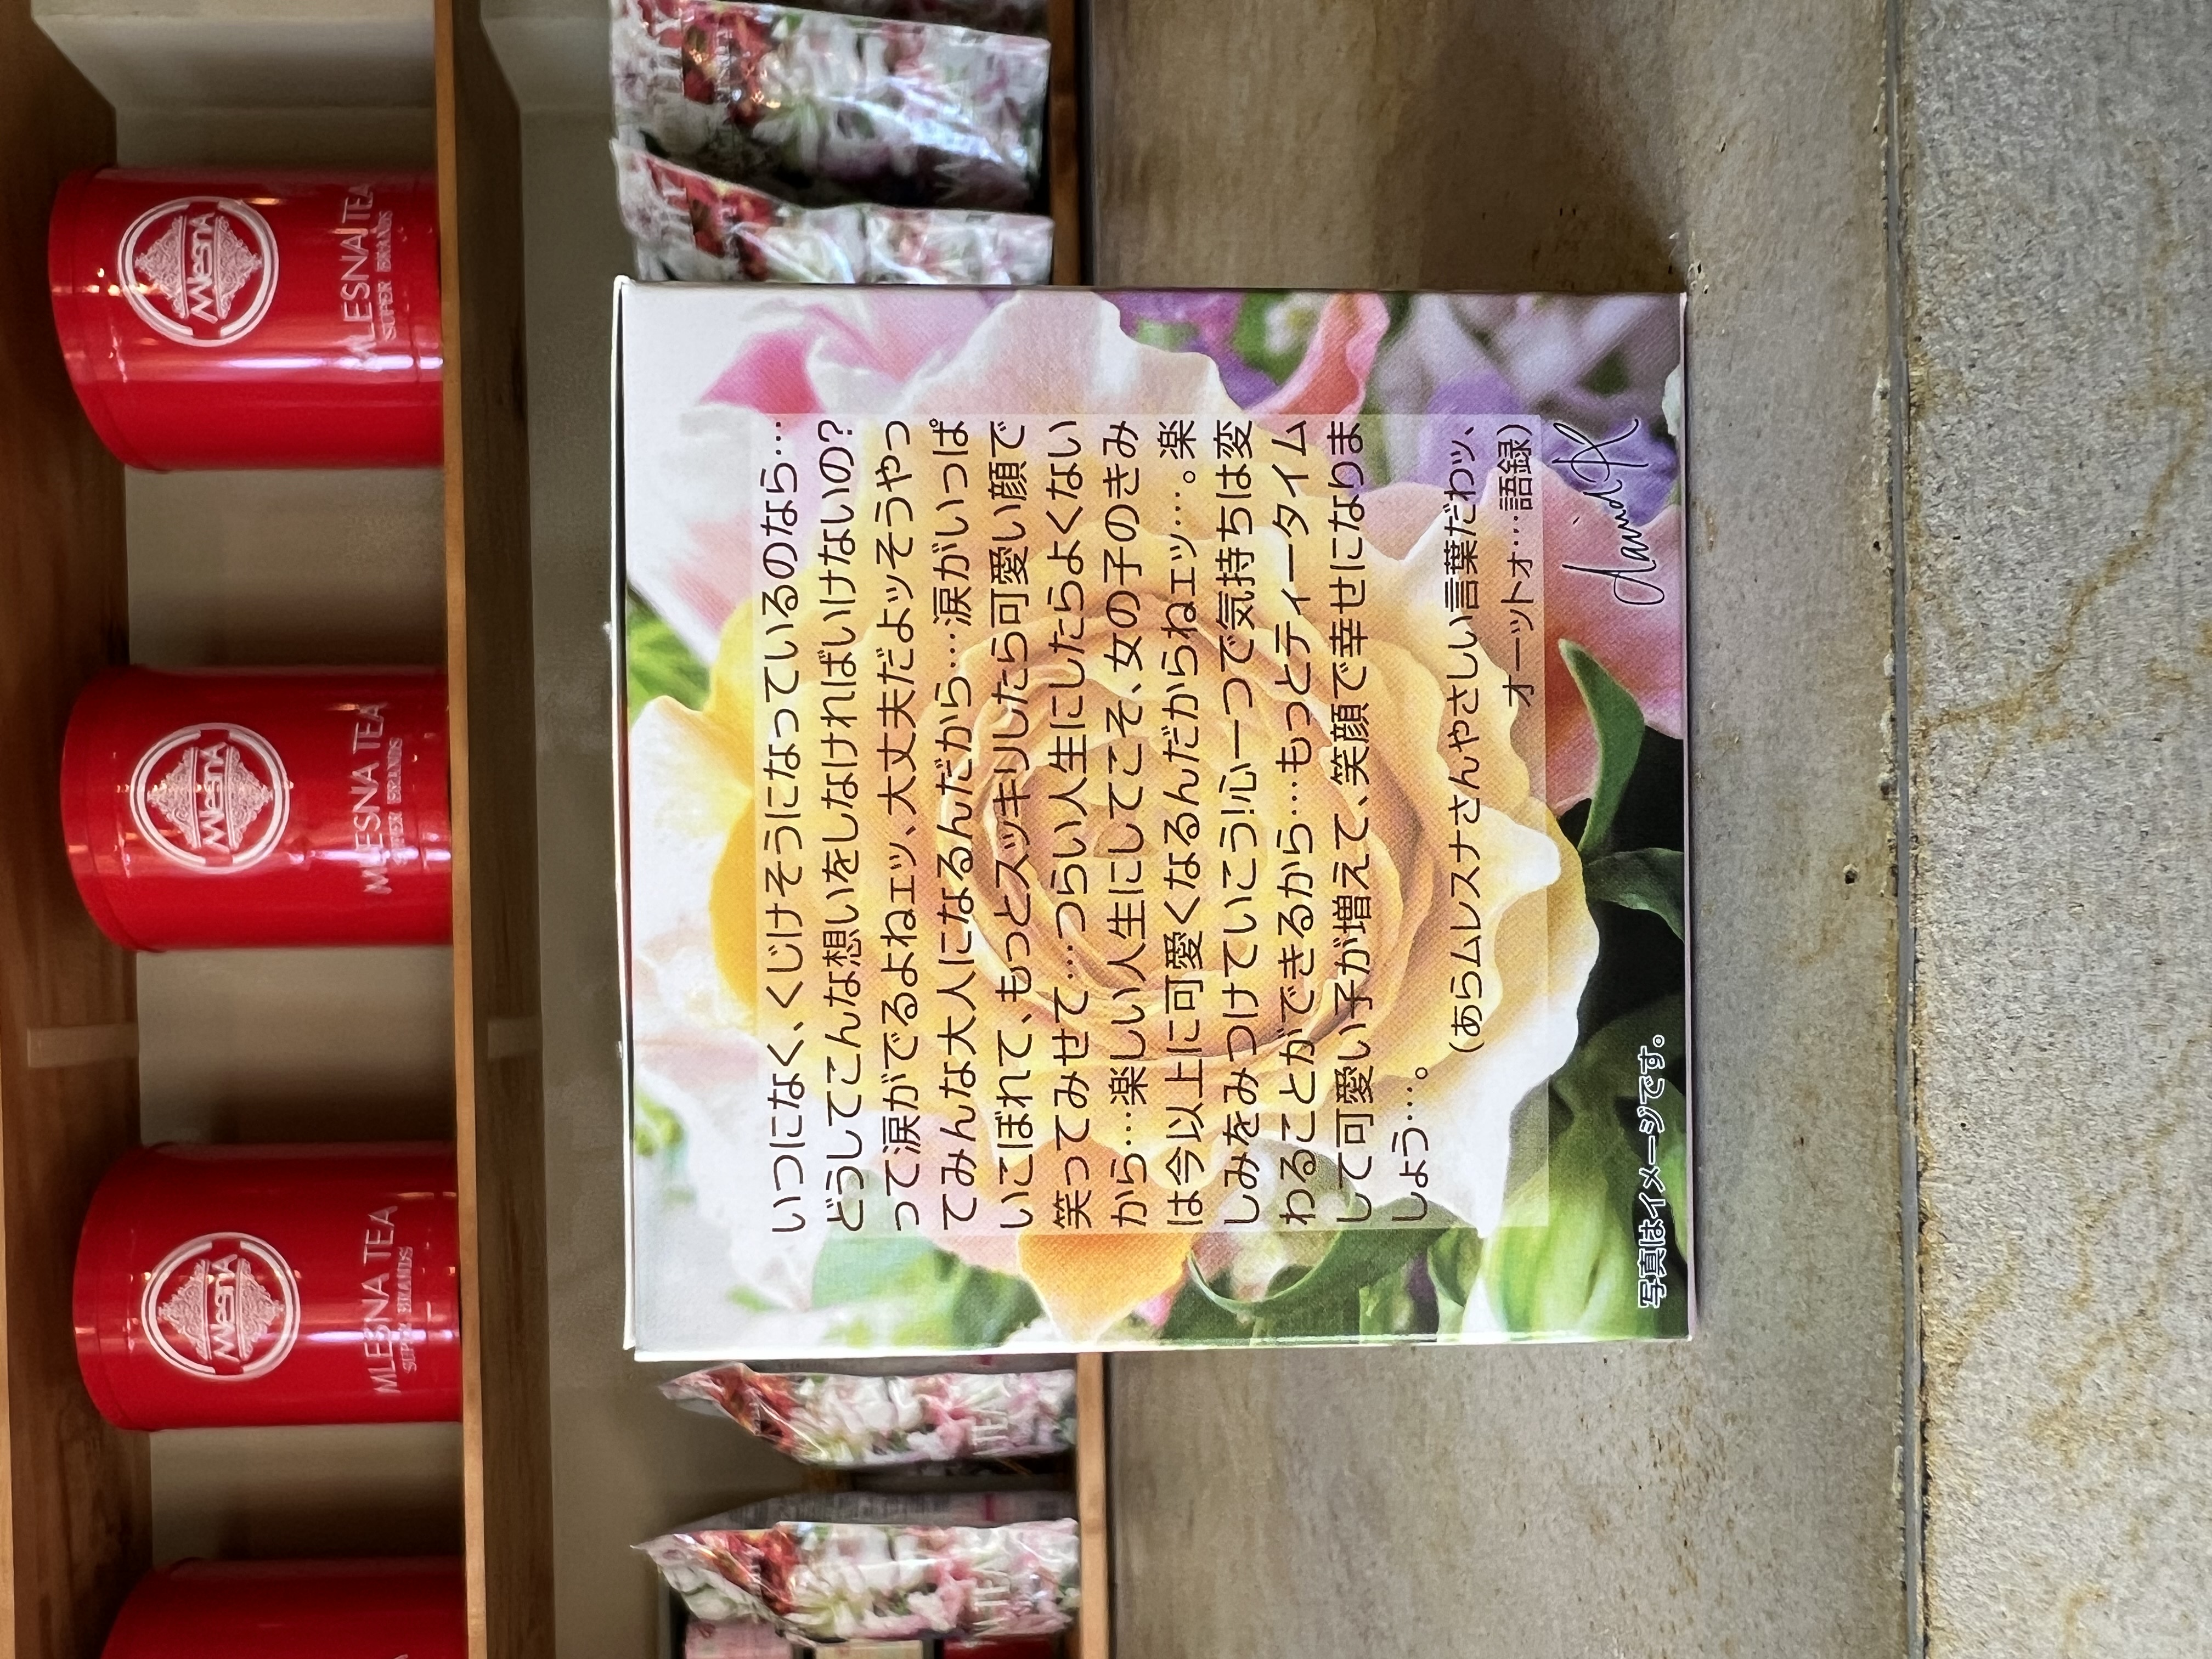 いつになく、くじけそうになっているのなら…
どうしてこんな想いをしなければいけないの?
って涙がでるよねェッ、大丈夫だよッそうやっ
てみんな大人になるんだから…涙がいっぱ
いこぼれて、もっとスッキリしたら可愛い顔で
笑ってみせて…つらい人生にしたらよくない
から…楽しい人生にしてこそ、女の子のきみ
は今以上に可愛くなるんだからねェッ…。楽
しみをみつけていこう!心一つで気持ちは変
わることができるから…もっとティータイム
して可愛い子が増えて、笑顔で幸せになりま
しょう…。
(あらムレスナさんやさしい言葉だわッ、
オーットォ…語録)
David K
写真はイメージです。
Mlesna
MLESNA TEA
SUPER BRANDS
Mlesna
MLESNA TEA
SUPER BRANDS
Mlesna
MLESNA TEA
SUPER BRANDS
TEA
TEA